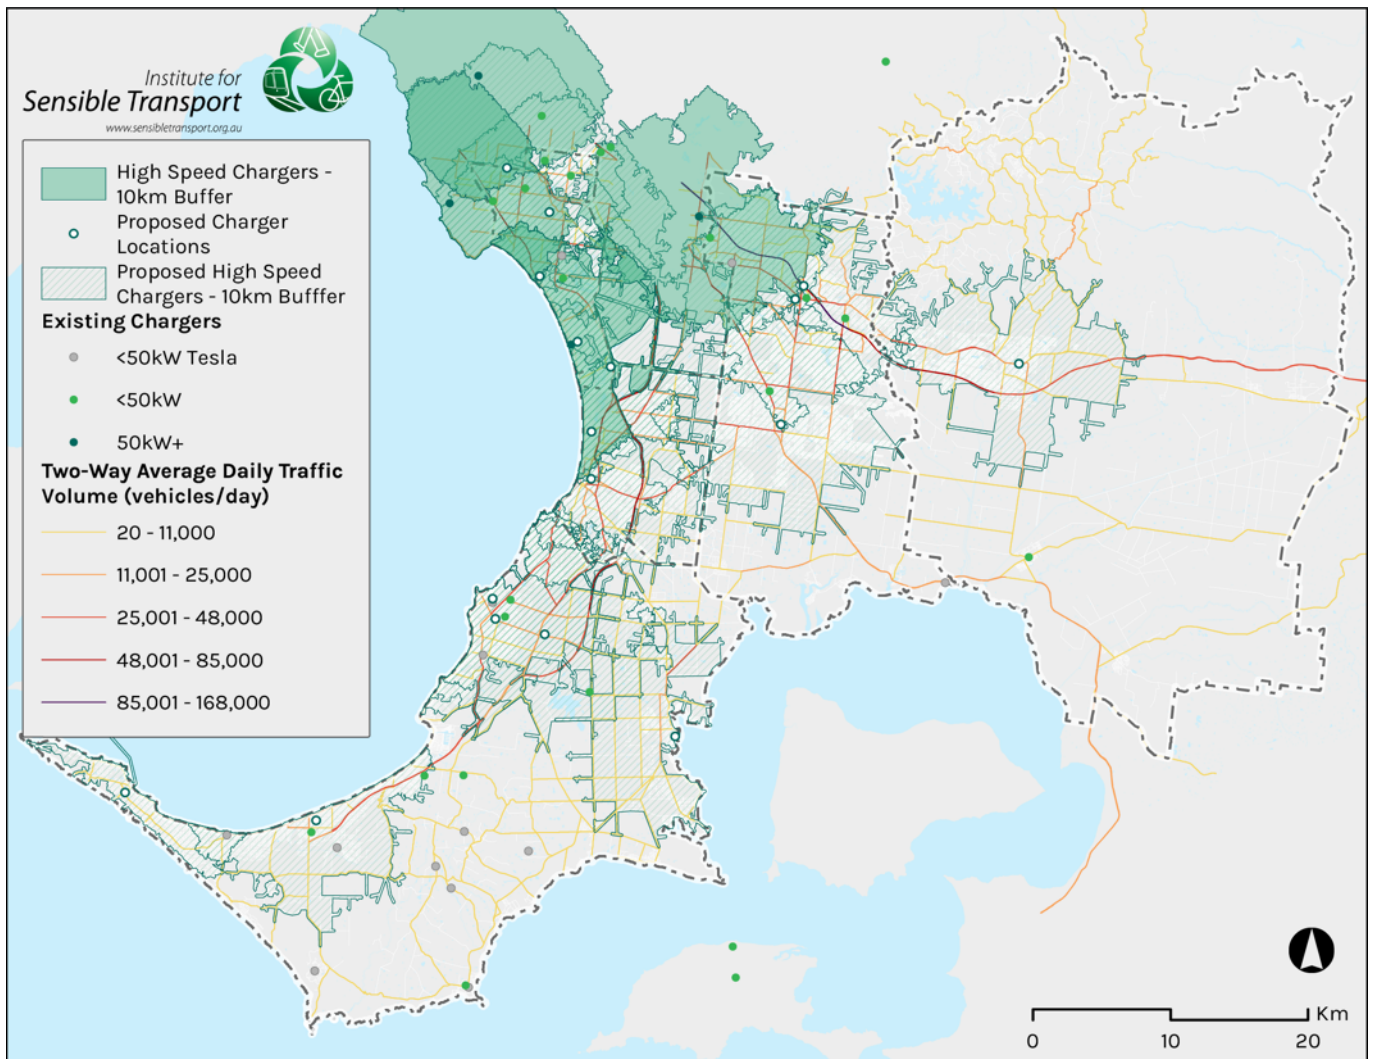 Institute for
Sensible Transport
www.sensibletransport.org.au
High Speed Chargers -
10km Buffer
Proposed Charger
Locations
Proposed High Speed
Chargers - 10km Bufffer
Existing Chargers
<50kW Tesla
<50kW
50kW+
Two-Way Average Daily Traffic
Volume (vehicles/day)
20 - 11,000
11,001 - 25,000
25,001 - 48,000
48,001 - 85,000
85,001 - 168,000
Km
0 10 20